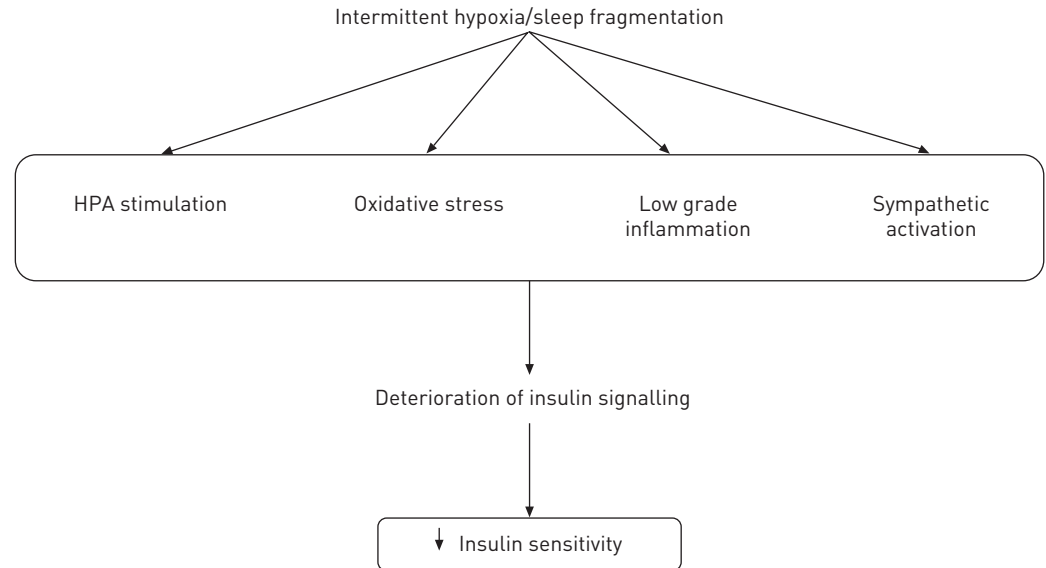 Intermittent hypoxia/sleep fragmentation
HPA stimulation
Oxidative stress
Low grade
inflammation
Sympathetic
activation
Deterioration of insulin signalling
↓ Insulin sensitivity